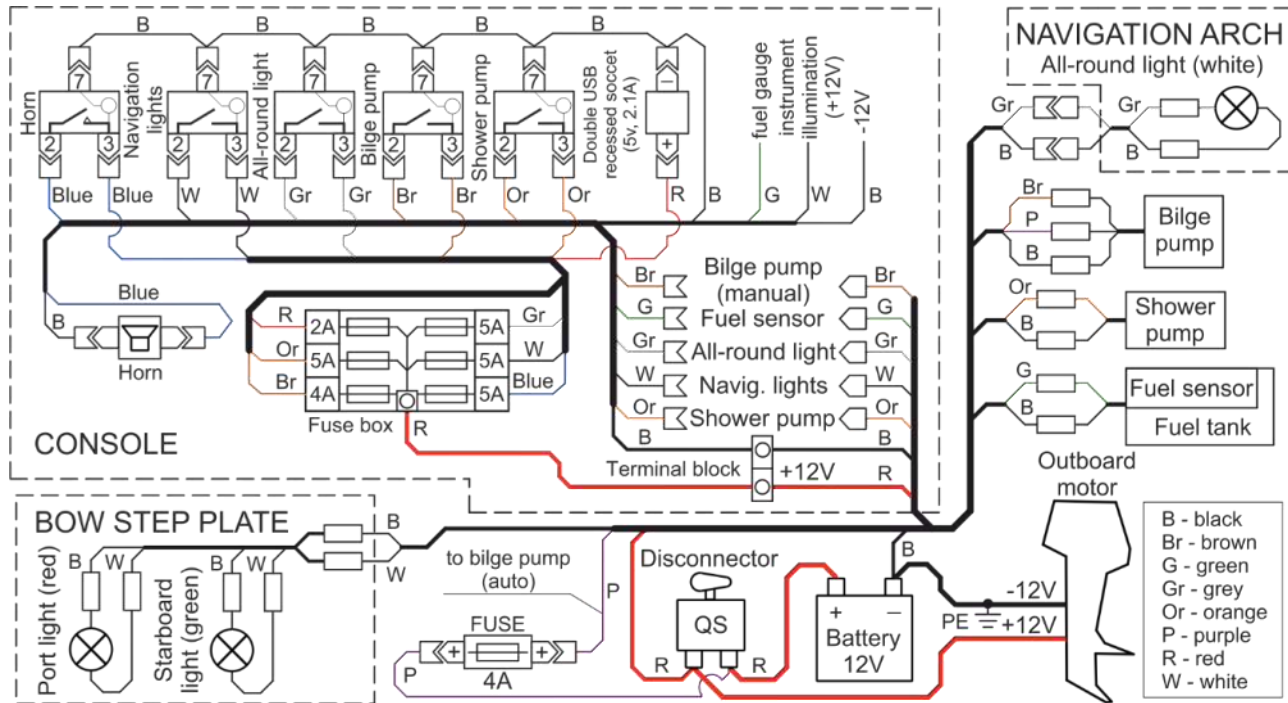 B
B
B
B
B
NAVIGATION ARCH
All-round light (white)
7
7
7
7
7
–
Horn
Navigation
lights
All-round light
Bilge pump
Shower pump
Double USB
recessed soccet
(5v, 2.1A)
+
fuel gauge
instrument
illumination
(+12V)
-12V
2
3
2
3
2
3
2
3
2
3
Blue
Blue
W
W
Gr
Gr
Br
Br
Or
Or
R
B
G
W
B
Gr
B
Gr
B
Br
P
B
Bilge
pump
Or
B
Shower
pump
G
B
Fuel sensor
Fuel tank
Blue
B
Horn
R
Or
Br
2A
5A
4A
5A
5A
5A
Gr
W
Blue
Fuse box
R
Br
Bilge pump
(manual)
Br
G
Fuel sensor
G
Gr
All-round light
Gr
W
Navig. lights
W
Or
Shower pump
Or
B
B
Terminal block
+12V
R
CONSOLE
Outboard
motor
BOW STEP PLATE
Port light (red)
B
W
Starboard
light (green)
B
W
B
W
to bilge pump
(auto)
P
FUSE
+
+
4A
P
Disconnector
QS
R
R
B
+
–
Battery
12V
PE
-12V
+12V
B - black
Br - brown
G - green
Gr - grey
Or - orange
P - purple
R - red
W - white